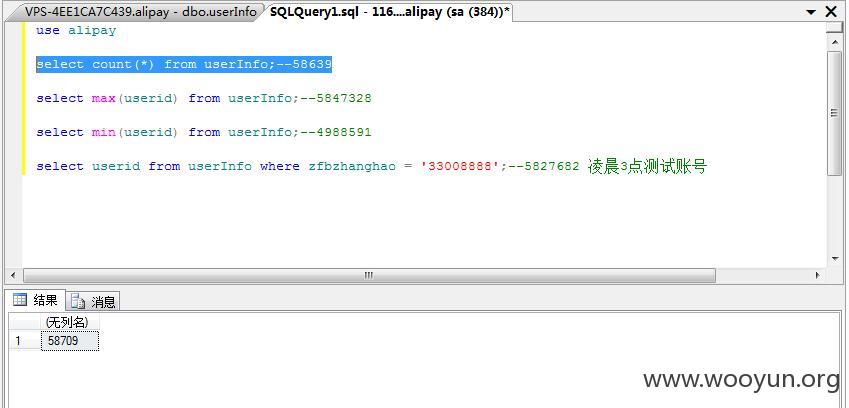 VPS-4EE1CA7C439.alipay - dbo.userInfo
SQLQuery1.sql - 116....alipay (sa (384))*
use alipay
select count(*) from userInfo;--58639
select max(userid) from userInfo;--5847328
select min(userid) from userInfo;--4988591
select userid from userInfo where zfbzhanghao = '33008888';--5827682 凌晨3点测试账号
结果 消息
(无列名)
1 58709
www.wooyun.org